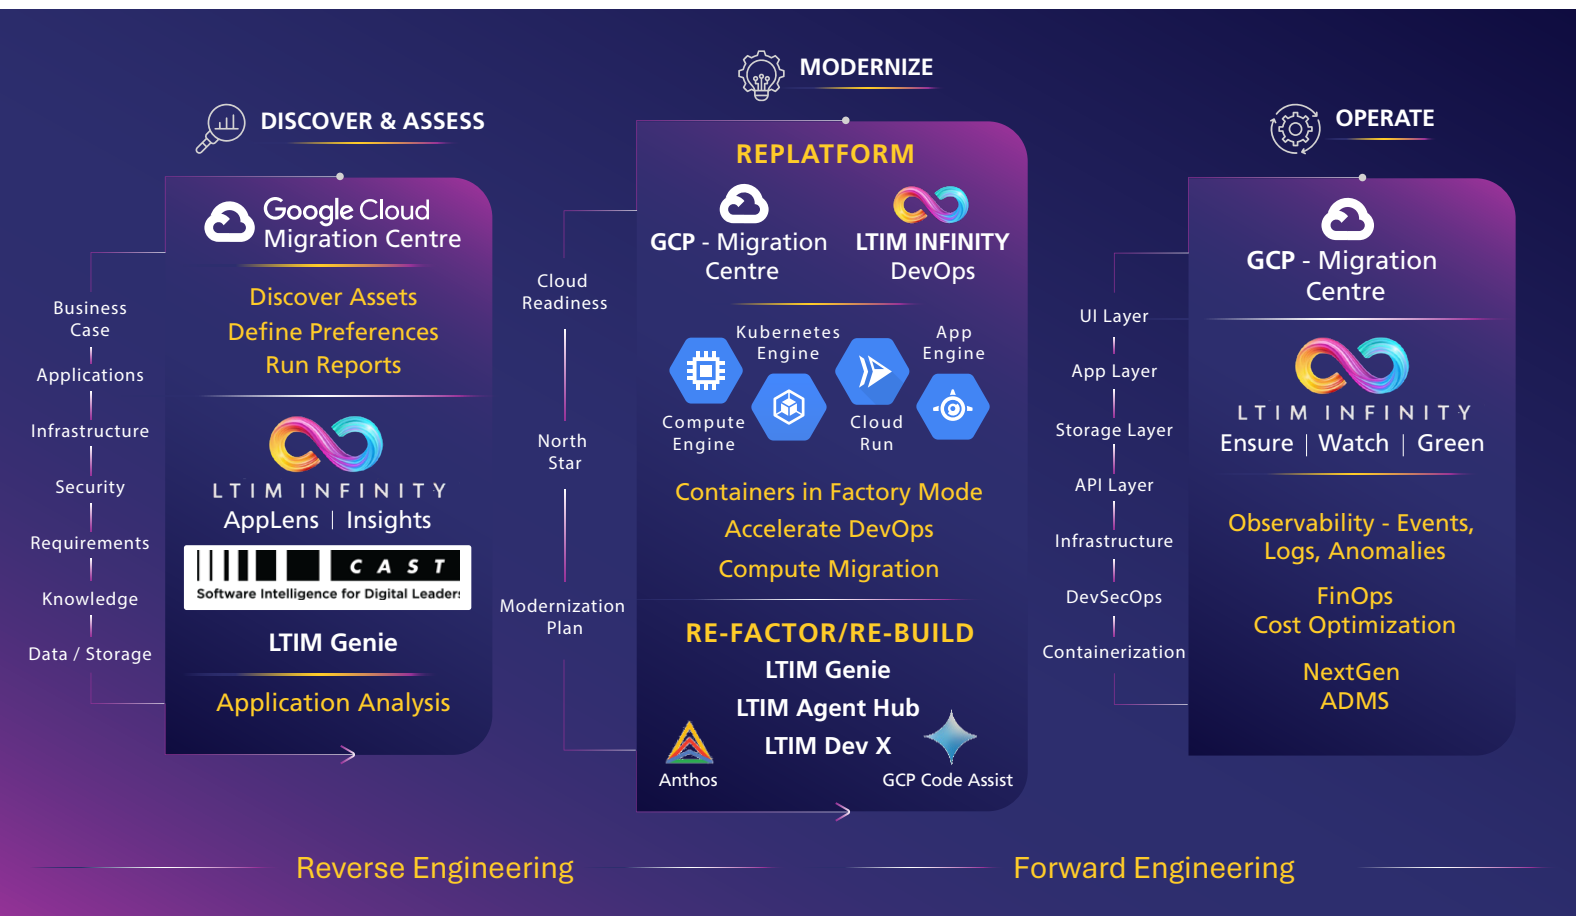 DISCOVER & ASSESS
Google Cloud
Migration Centre
Discover Assets
Define Preferences
Run Reports
LTIM INFINITY
AppLens | Insights
CAST
Software Intelligence for Digital Leader
LTIM Genie
Application Analysis
Business
Case
Applications
Infrastructure
Security
Requirements
Knowledge
Data / Storage
MODERNIZE
REPLATFORM
GCP - Migration
Centre
LTIM INFINITY
DevOps
Kubernetes
Engine
App
Engine
Compute
Engine
Cloud
Run
Containers in Factory Mode
Accelerate DevOps
Compute Migration
RE-FACTOR/RE-BUILD
LTIM Genie
LTIM Agent Hub
LTIM Dev X
Anthos
GCP Code Assist
Cloud
Readiness
North
Star
Modernization
Plan
OPERATE
GCP - Migration
Centre
LTIM INFINITY
Ensure | Watch | Green
Observability - Events,
Logs, Anomalies
FinOps
Cost Optimization
NextGen
ADMS
UI Layer
App Layer
Storage Layer
API Layer
Infrastructure
DevSecOps
Containerization
Reverse Engineering
Forward Engineering